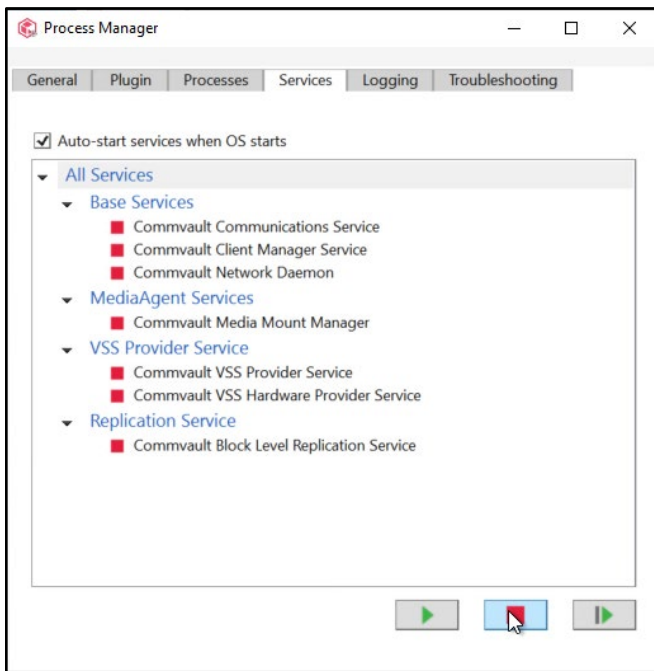 Process Manager
General Plugin Processes Services Logging Troubleshooting
Auto-start services when OS starts
All Services
Base Services
Commvault Communications Service
Commvault Client Manager Service
Commvault Network Daemon
MediaAgent Services
Commvault Media Mount Manager
VSS Provider Service
Commvault VSS Provider Service
Commvault VSS Hardware Provider Service
Replication Service
Commvault Block Level Replication Service